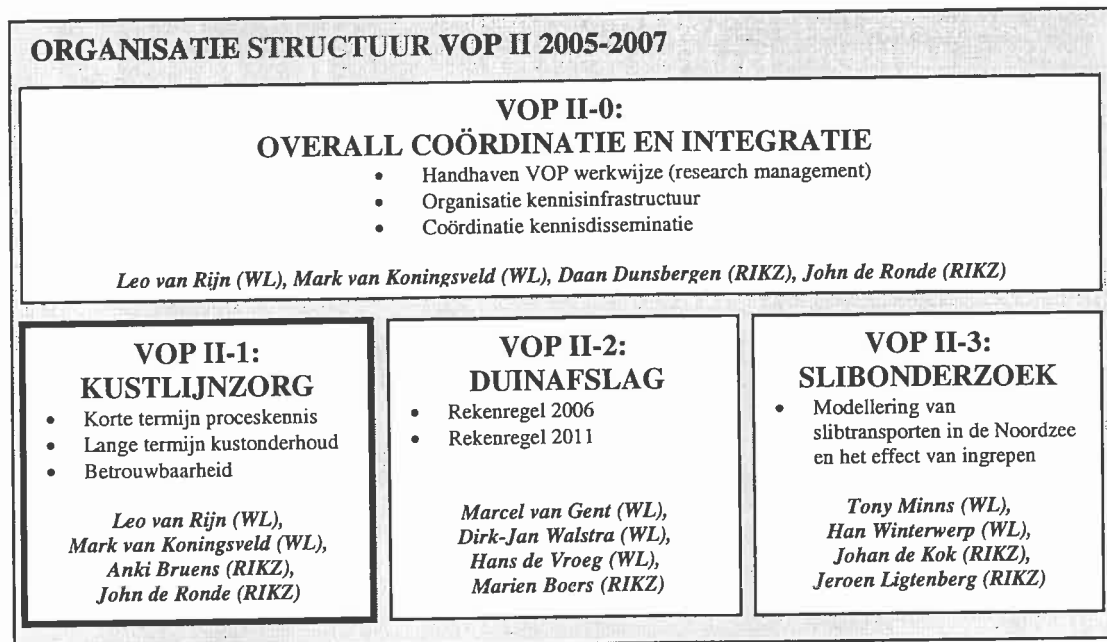 ORGANISATIE STRUCTUUR VOP II 2005-2007
VOP II-0:
OVERALL COÖRDINATIE EN INTEGRATIE
• Handhaven VOP werkwijze (research management)
• Organisatie kennisinfrastructuur
• Coördinatie kennisdisseminatie
Leo van Rijn (WL), Mark van Koningsveld (WL), Daan Dunsbergen (RIKZ), John de Ronde (RIKZ)
VOP II-1:
KUSTLIJNZORG
• Korte termijn proceskennis
• Lange termijn kustonderhoud
• Betrouwbaarheid
Leo van Rijn (WL),
Mark van Koningsveld (WL),
Anki Bruens (RIKZ),
John de Ronde (RIKZ)
VOP II-2:
DUINAFSLAG
• Rekenregel 2006
• Rekenregel 2011
Marcel van Gent (WL),
Dirk-Jan Walstra (WL),
Hans de Vroeg (WL),
Marien Boers (RIKZ)
VOP II-3:
SLIBONDERZOEK
• Modellering van
slibtransporten in de Noordzee
en het effect van ingrepen
Tony Minns (WL),
Han Winterwerp (WL),
Johan de Kok (RIKZ),
Jeroen Ligtenberg (RIKZ)